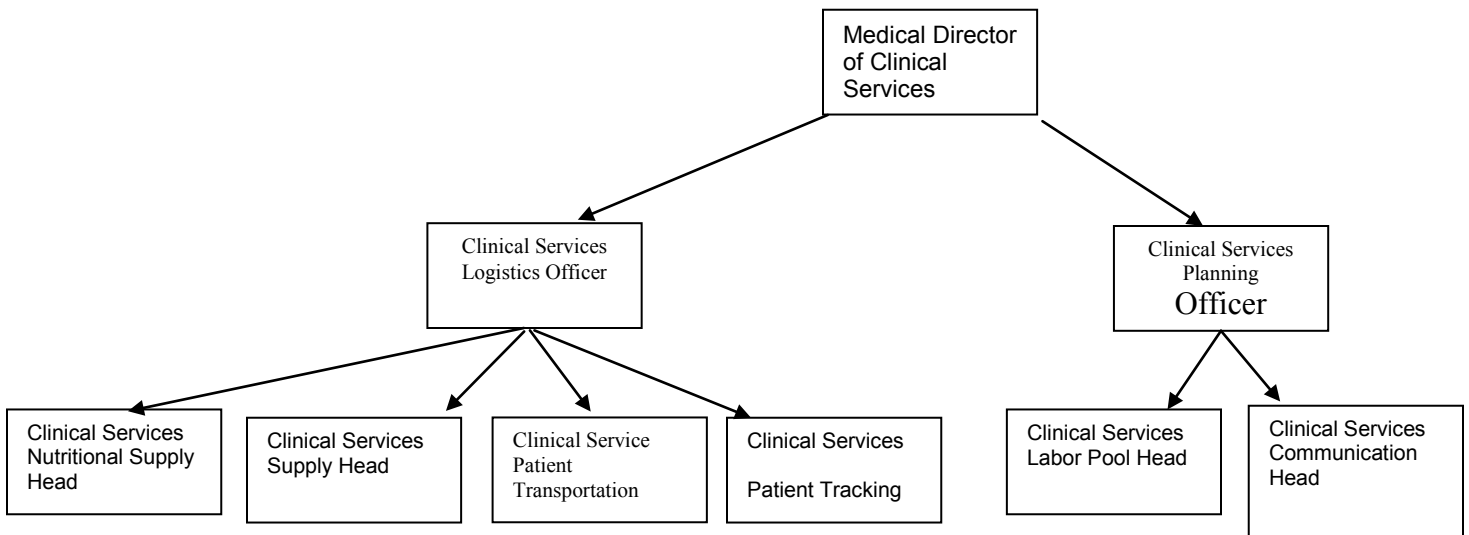 Medical Director
of Clinical
Services
Clinical Services
Logistics Officer
Clinical Services
Planning
Officer
Clinical Services
Nutritional Supply
Head
Clinical Services
Supply Head
Clinical Service
Patient
Transportation
Clinical Services
Patient Tracking
Clinical Services
Labor Pool Head
Clinical Services
Communication
Head